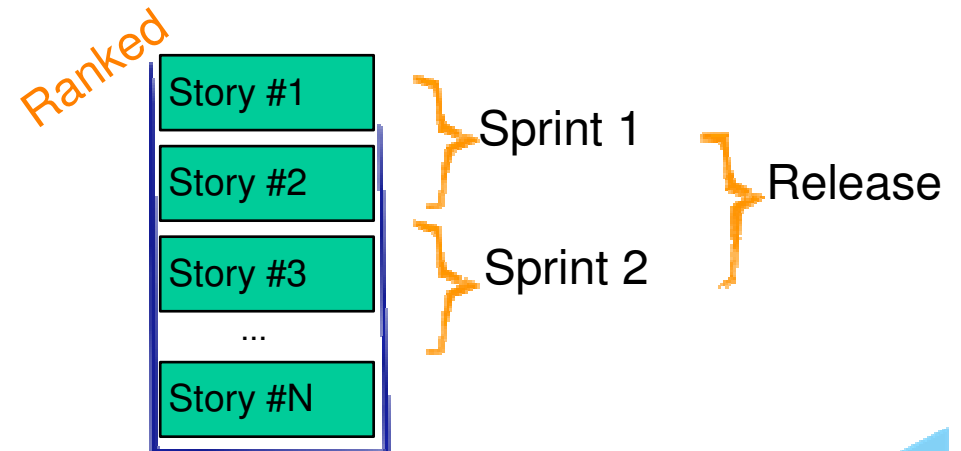 Ranked
Story #1
Sprint 1
Story #2
Release
Story #3
Sprint 2
...
Story #N